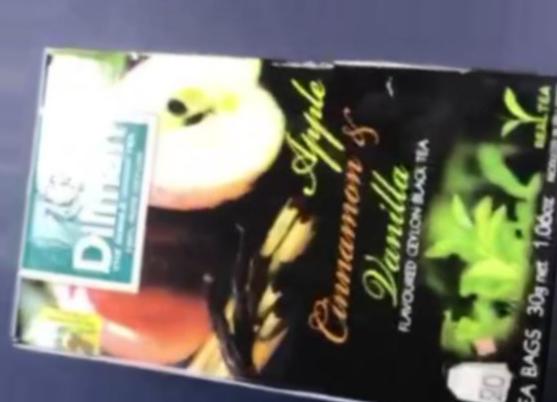 Dilmah
Apple
Cinnamon &
Vanilla
FLAVOURED CEYLON BLACK TEA
REAL TEA
20
TEA BAGS 30g net 1.06oz